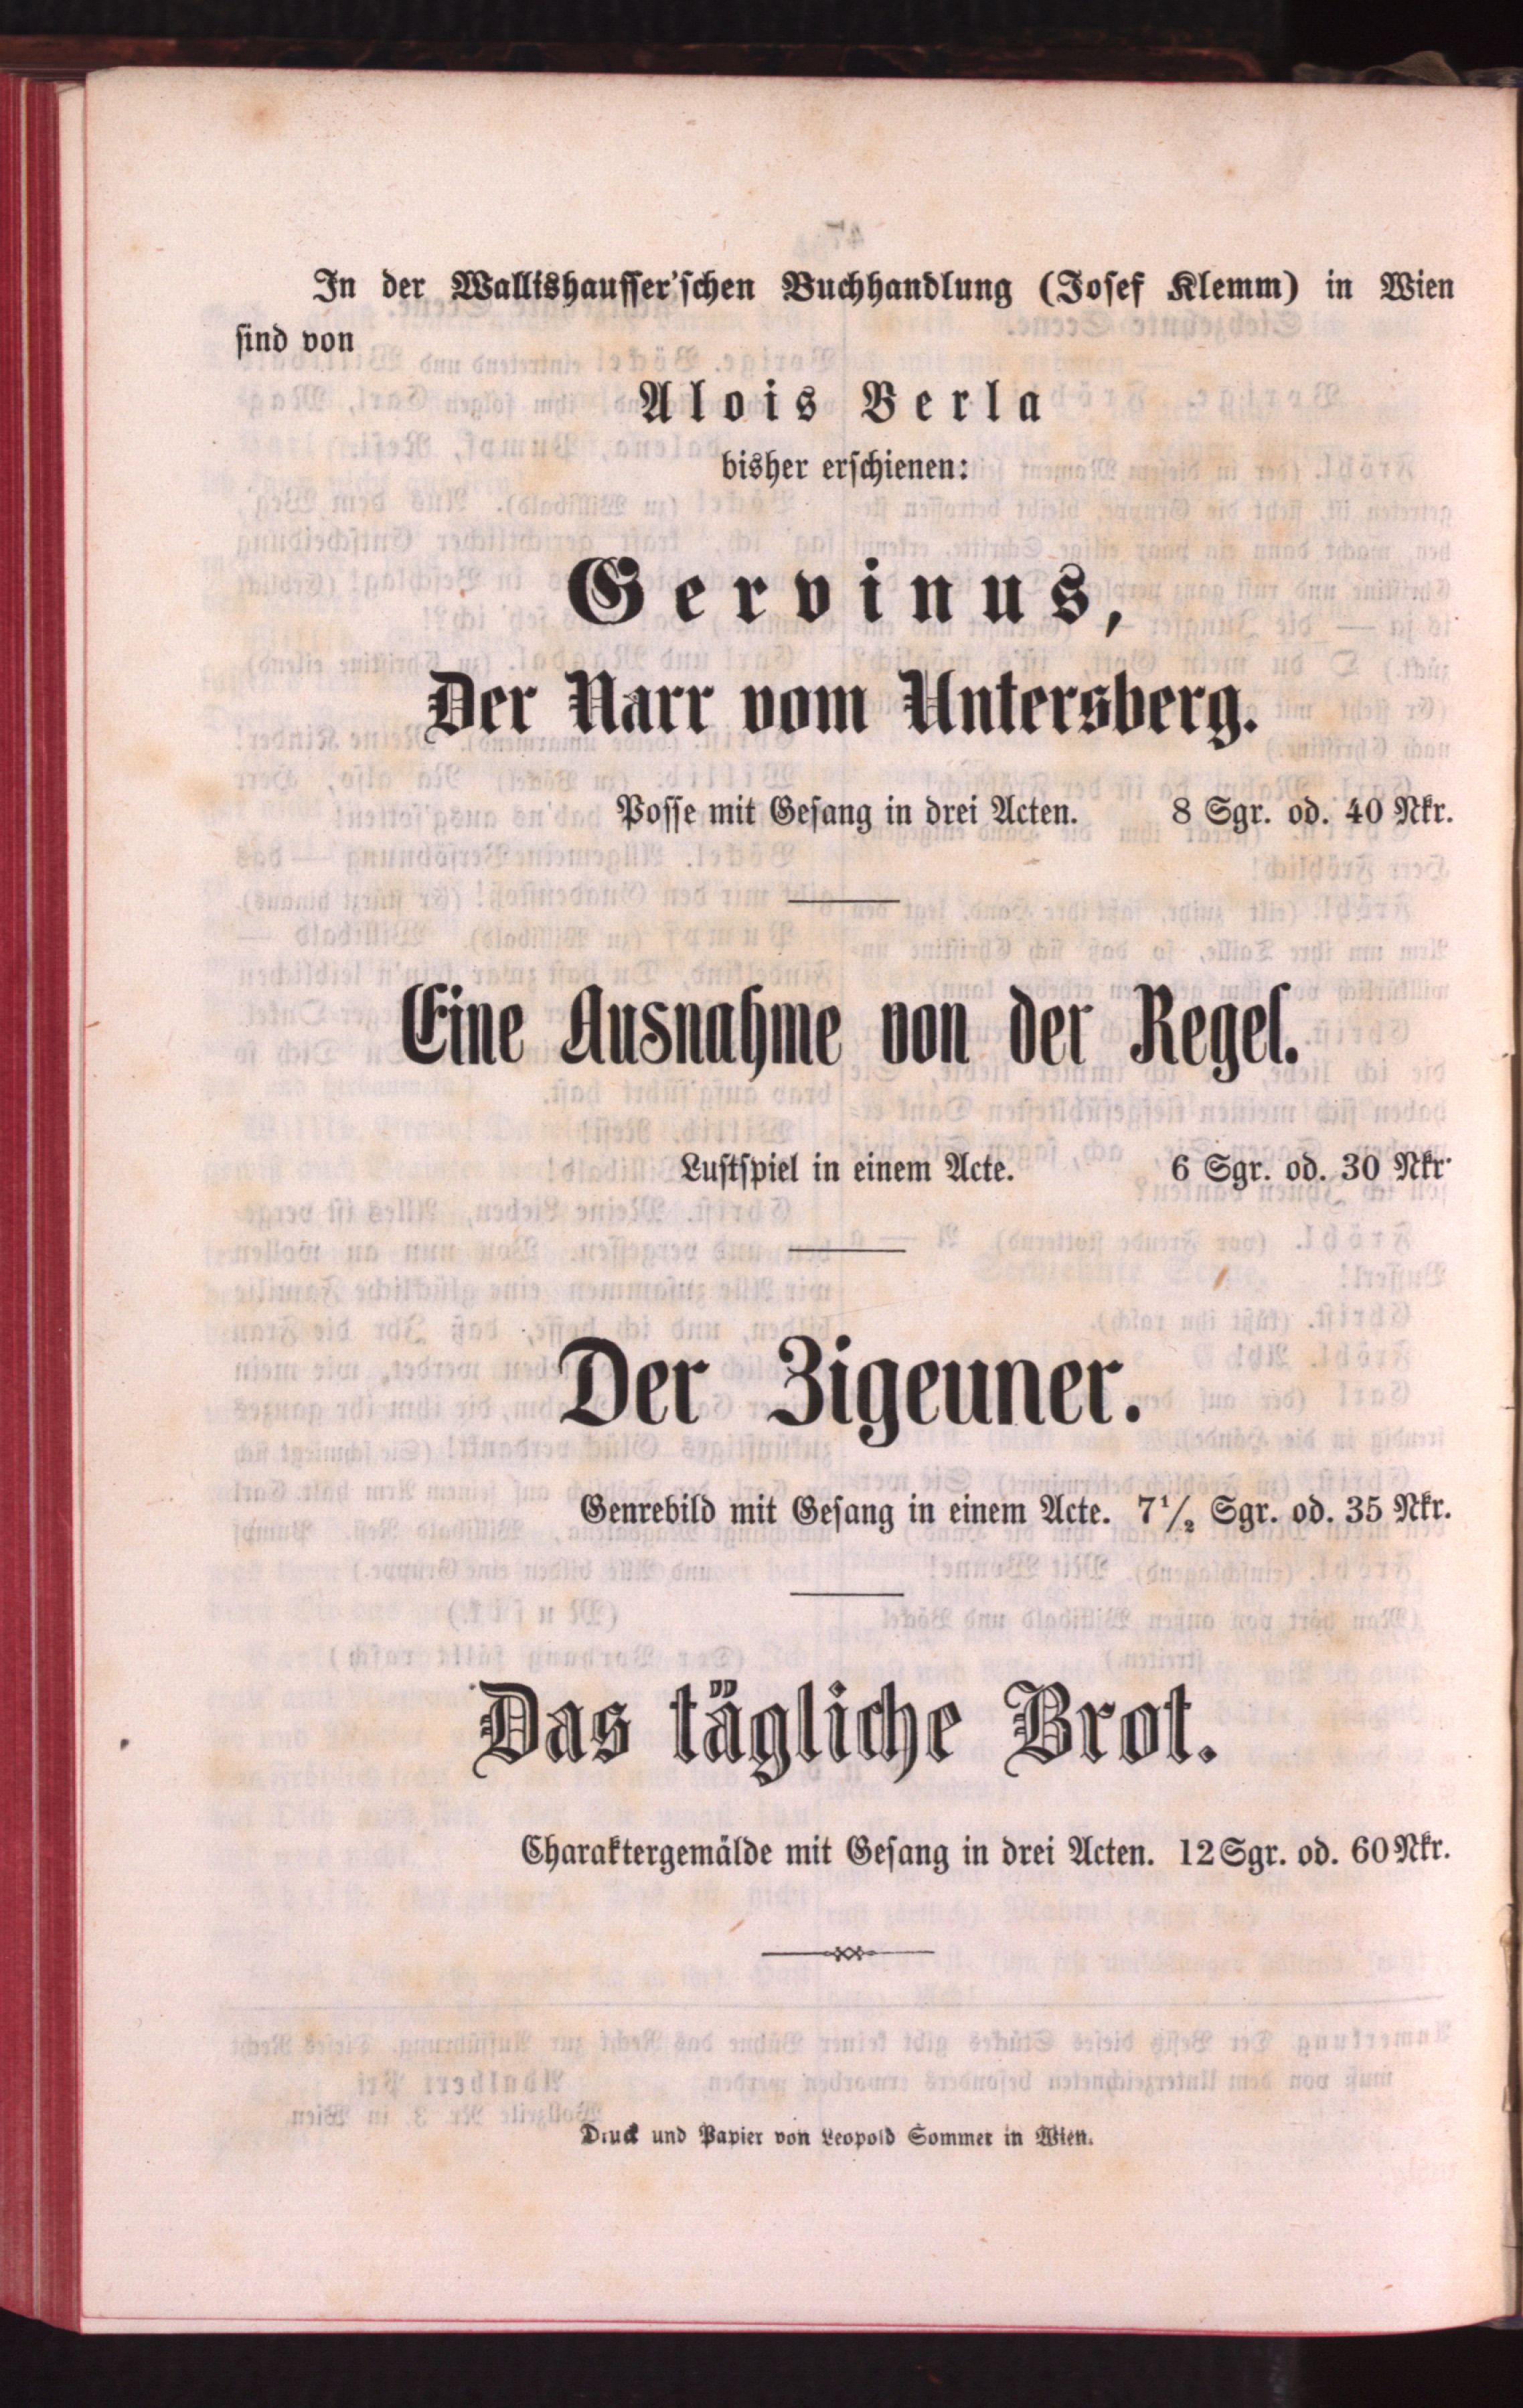 In der Wallishausser'schen Buchhandlung (Josef Klemm) in Wien
sind von
Alois Berla
bisher erschienen:
Gervinus,
Der Narr vom Untersberg.
Posse mit Gesang in drei Acten. 8 Sgr. od. 40 Nkr.
Eine Ausnahme von der Regel.
Lustspiel in einem Acte. 6 Sgr. od. 30 Nkr.
Der Zigeuner.
Genrebild mit Gesang in einem Acte. 7 1/2 Sgr. od. 35 Nkr.
Das tägliche Brot.
Charaktergemälde mit Gesang in drei Acten. 12 Sgr. od. 60 Nkr.
Druck und Papier von Leopold Sommer in Wien.